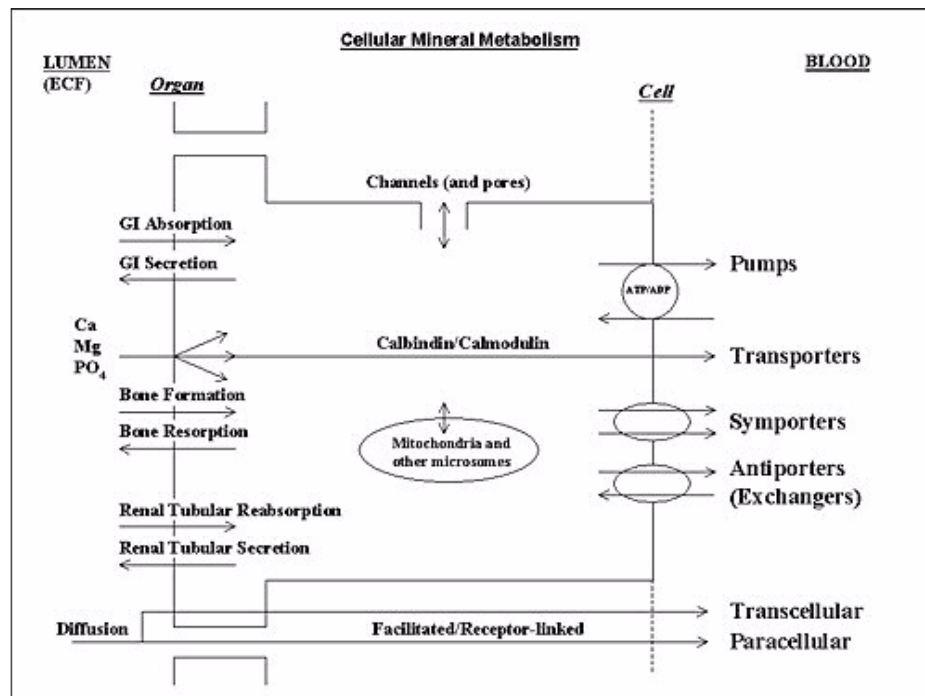 Cellular Mineral Metabolism
LUMEN
(ECF)
BLOOD
Organ
Cell
Channels (and pores)
GI Absorption
GI Secretion
Pumps
ATP/ADP
Ca
Mg
PO4
Calbindin/Calmodulin
Transporters
Bone Formation
Bone Resorption
Mitochondria and
other microsomes
Symporters
Antiporters
(Exchangers)
Renal Tubular Reabsorption
Renal Tubular Secretion
Transcellular
Diffusion
Facilitated/Receptor-linked
Paracellular